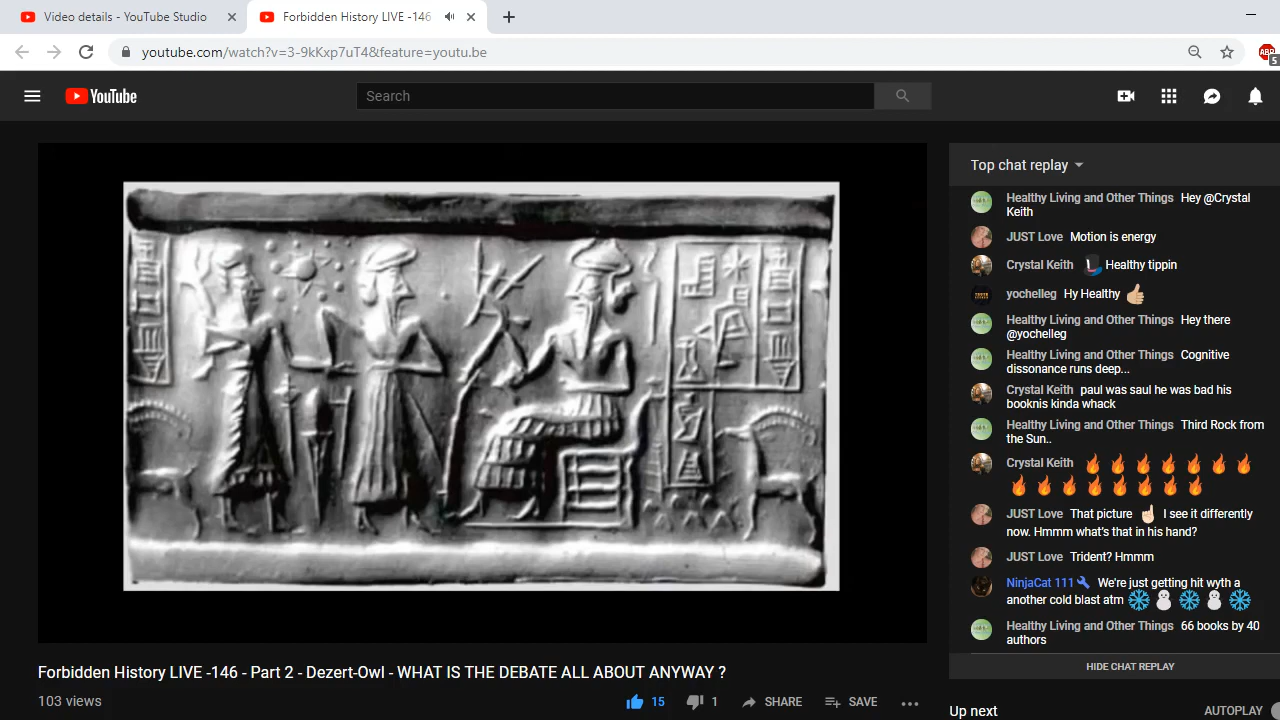 Video details - YouTube Studio
Forbidden History LIVE -146
youtube.com/watch?v=3-9kKxp7uT4&feature=youtu.be
ABP
5
YouTube
Search
Top chat replay
Healthy Living and Other Things Hey @Crystal
Keith
JUST Love Motion is energy
Crystal Keith Healthy tippin
yochelleg Hy Healthy 👍🏼
Healthy Living and Other Things Hey there
@yochelleg
Healthy Living and Other Things Cognitive
dissonance runs deep...
Crystal Keith paul was saul he was bad his
booknis kinda whack
Healthy Living and Other Things Third Rock from
the Sun..
Crystal Keith 🔥🔥🔥🔥🔥🔥🔥
🔥🔥🔥🔥🔥🔥🔥🔥
JUST Love That picture ☝🏻 I see it differently
now. Hmmm what's that in his hand?
JUST Love Trident? Hmmm
NinjaCat 111 We're just getting hit wyth a
another cold blast atm ❄⛄❄⛄❄
Healthy Living and Other Things 66 books by 40
authors
HIDE CHAT REPLAY
Forbidden History LIVE -146 - Part 2 - Dezert-Owl - WHAT IS THE DEBATE ALL ABOUT ANYWAY ?
103 views
15
1
SHARE
SAVE
Up next
AUTOPLAY